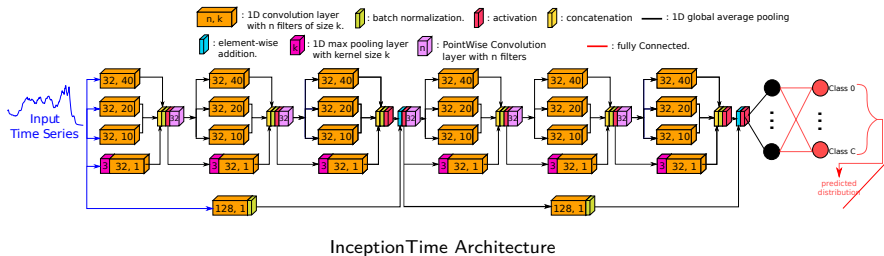 n, k : 1D convolution layer with n filters of size k. : batch normalization. : activation : concatenation : 1D global average pooling
: element-wise addition. k : 1D max pooling layer with kernel size k n : PointWise Convolution layer with n filters : fully Connected.
32, 40 32, 40 32, 40 32, 40 32, 40 32, 40
Class 0
Input
Time Series
32, 20 32, 20 32, 20 32, 20 32, 20 32, 20
32 32 32 32 32
32, 10 32, 10 32, 10 32, 10 32, 10 32, 10
Class C
3 32, 1 3 32, 1 3 32, 1 3 32, 1 3 32, 1 3 32, 1
predicted
distribution
128, 1 128, 1
InceptionTime Architecture